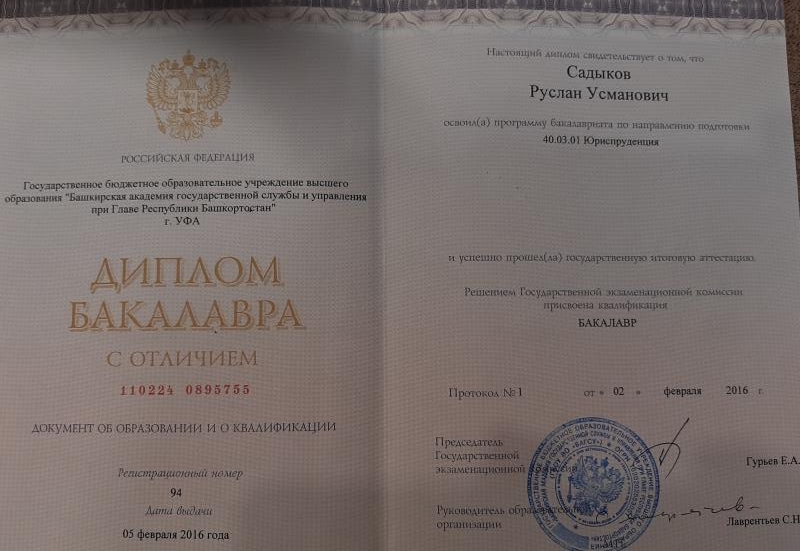 РОССИЙСКАЯ ФЕДЕРАЦИЯ
Государственное бюджетное образовательное учреждение высшего
образования "Башкирская академия государственной службы и управления
при Главе Республики Башкортостан"
г. УФА
ДИПЛОМ
БАКАЛАВРА
С ОТЛИЧИЕМ
110224 0895755
ДОКУМЕНТ ОБ ОБРАЗОВАНИИ И О КВАЛИФИКАЦИИ
Регистрационный номер
94
Дата выдачи
05 февраля 2016 года
Настоящий диплом свидетельствует о том, что
Садыков
Руслан Усманович
освоил(а) программу бакалавриата по направлению подготовки
40.03.01 Юриспруденция
и успешно прошел(ла) государственную итоговую аттестацию.
Решением Государственной экзаменационной комиссии
присвоена квалификация
БАКАЛАВР
Протокол № 1 от « 02 » февраля 2016 г.
Председатель
Государственной
экзаменационной
Гурьев Е.А.
Руководитель
организации
Лаврентьев С.Н